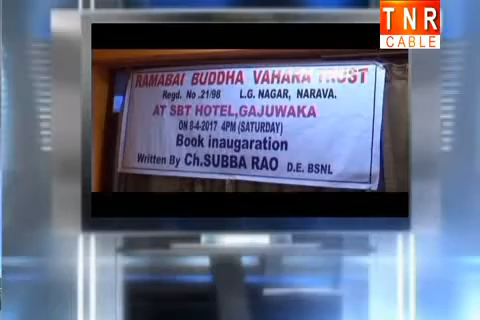 TNR
CABLE
RAMABAI BUDDHA VAHARA TRUST
Regd. No .21/98 L.G. NAGAR, NARAVA.
AT SBT HOTEL,GAJUWAKA
ON 8-4-2017 4PM (SATURDAY)
Book inaugaration
Written By Ch.SUBBA RAO D.E. BSNL